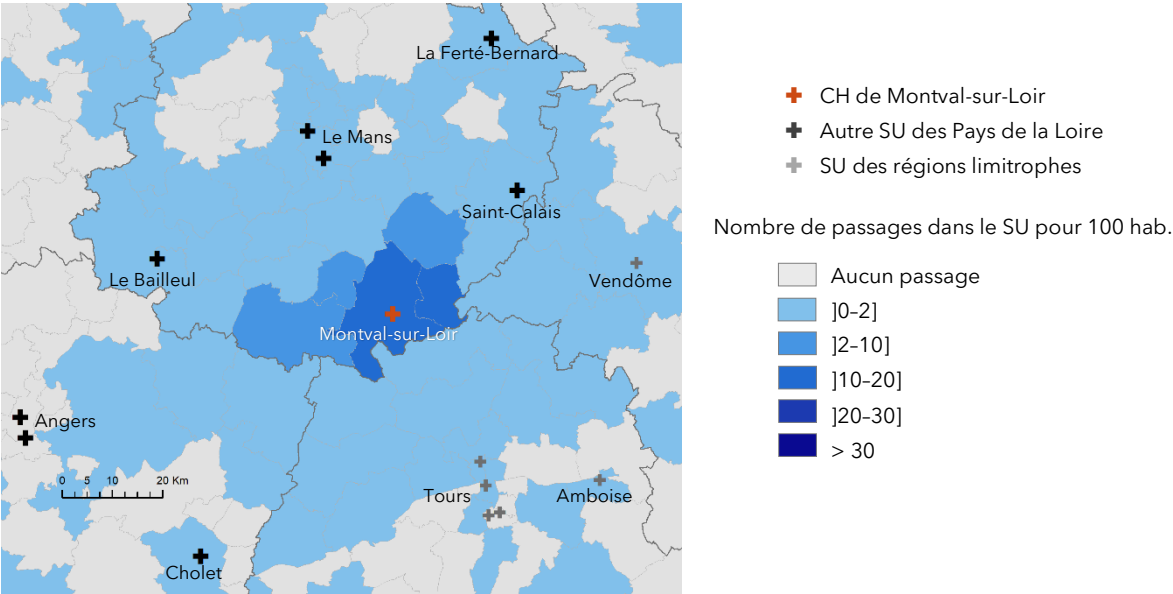 La Ferté-Bernard
Le Mans
Saint-Calais
Le Bailleul
Vendôme
Montval-sur-Loir
Angers
0 5 10 20 Km
Tours
Amboise
Cholet
CH de Montval-sur-Loir
Autre SU des Pays de la Loire
SU des régions limitrophes
Nombre de passages dans le SU pour 100 hab.
Aucun passage
]0–2]
]2–10]
]10–20]
]20–30]
> 30